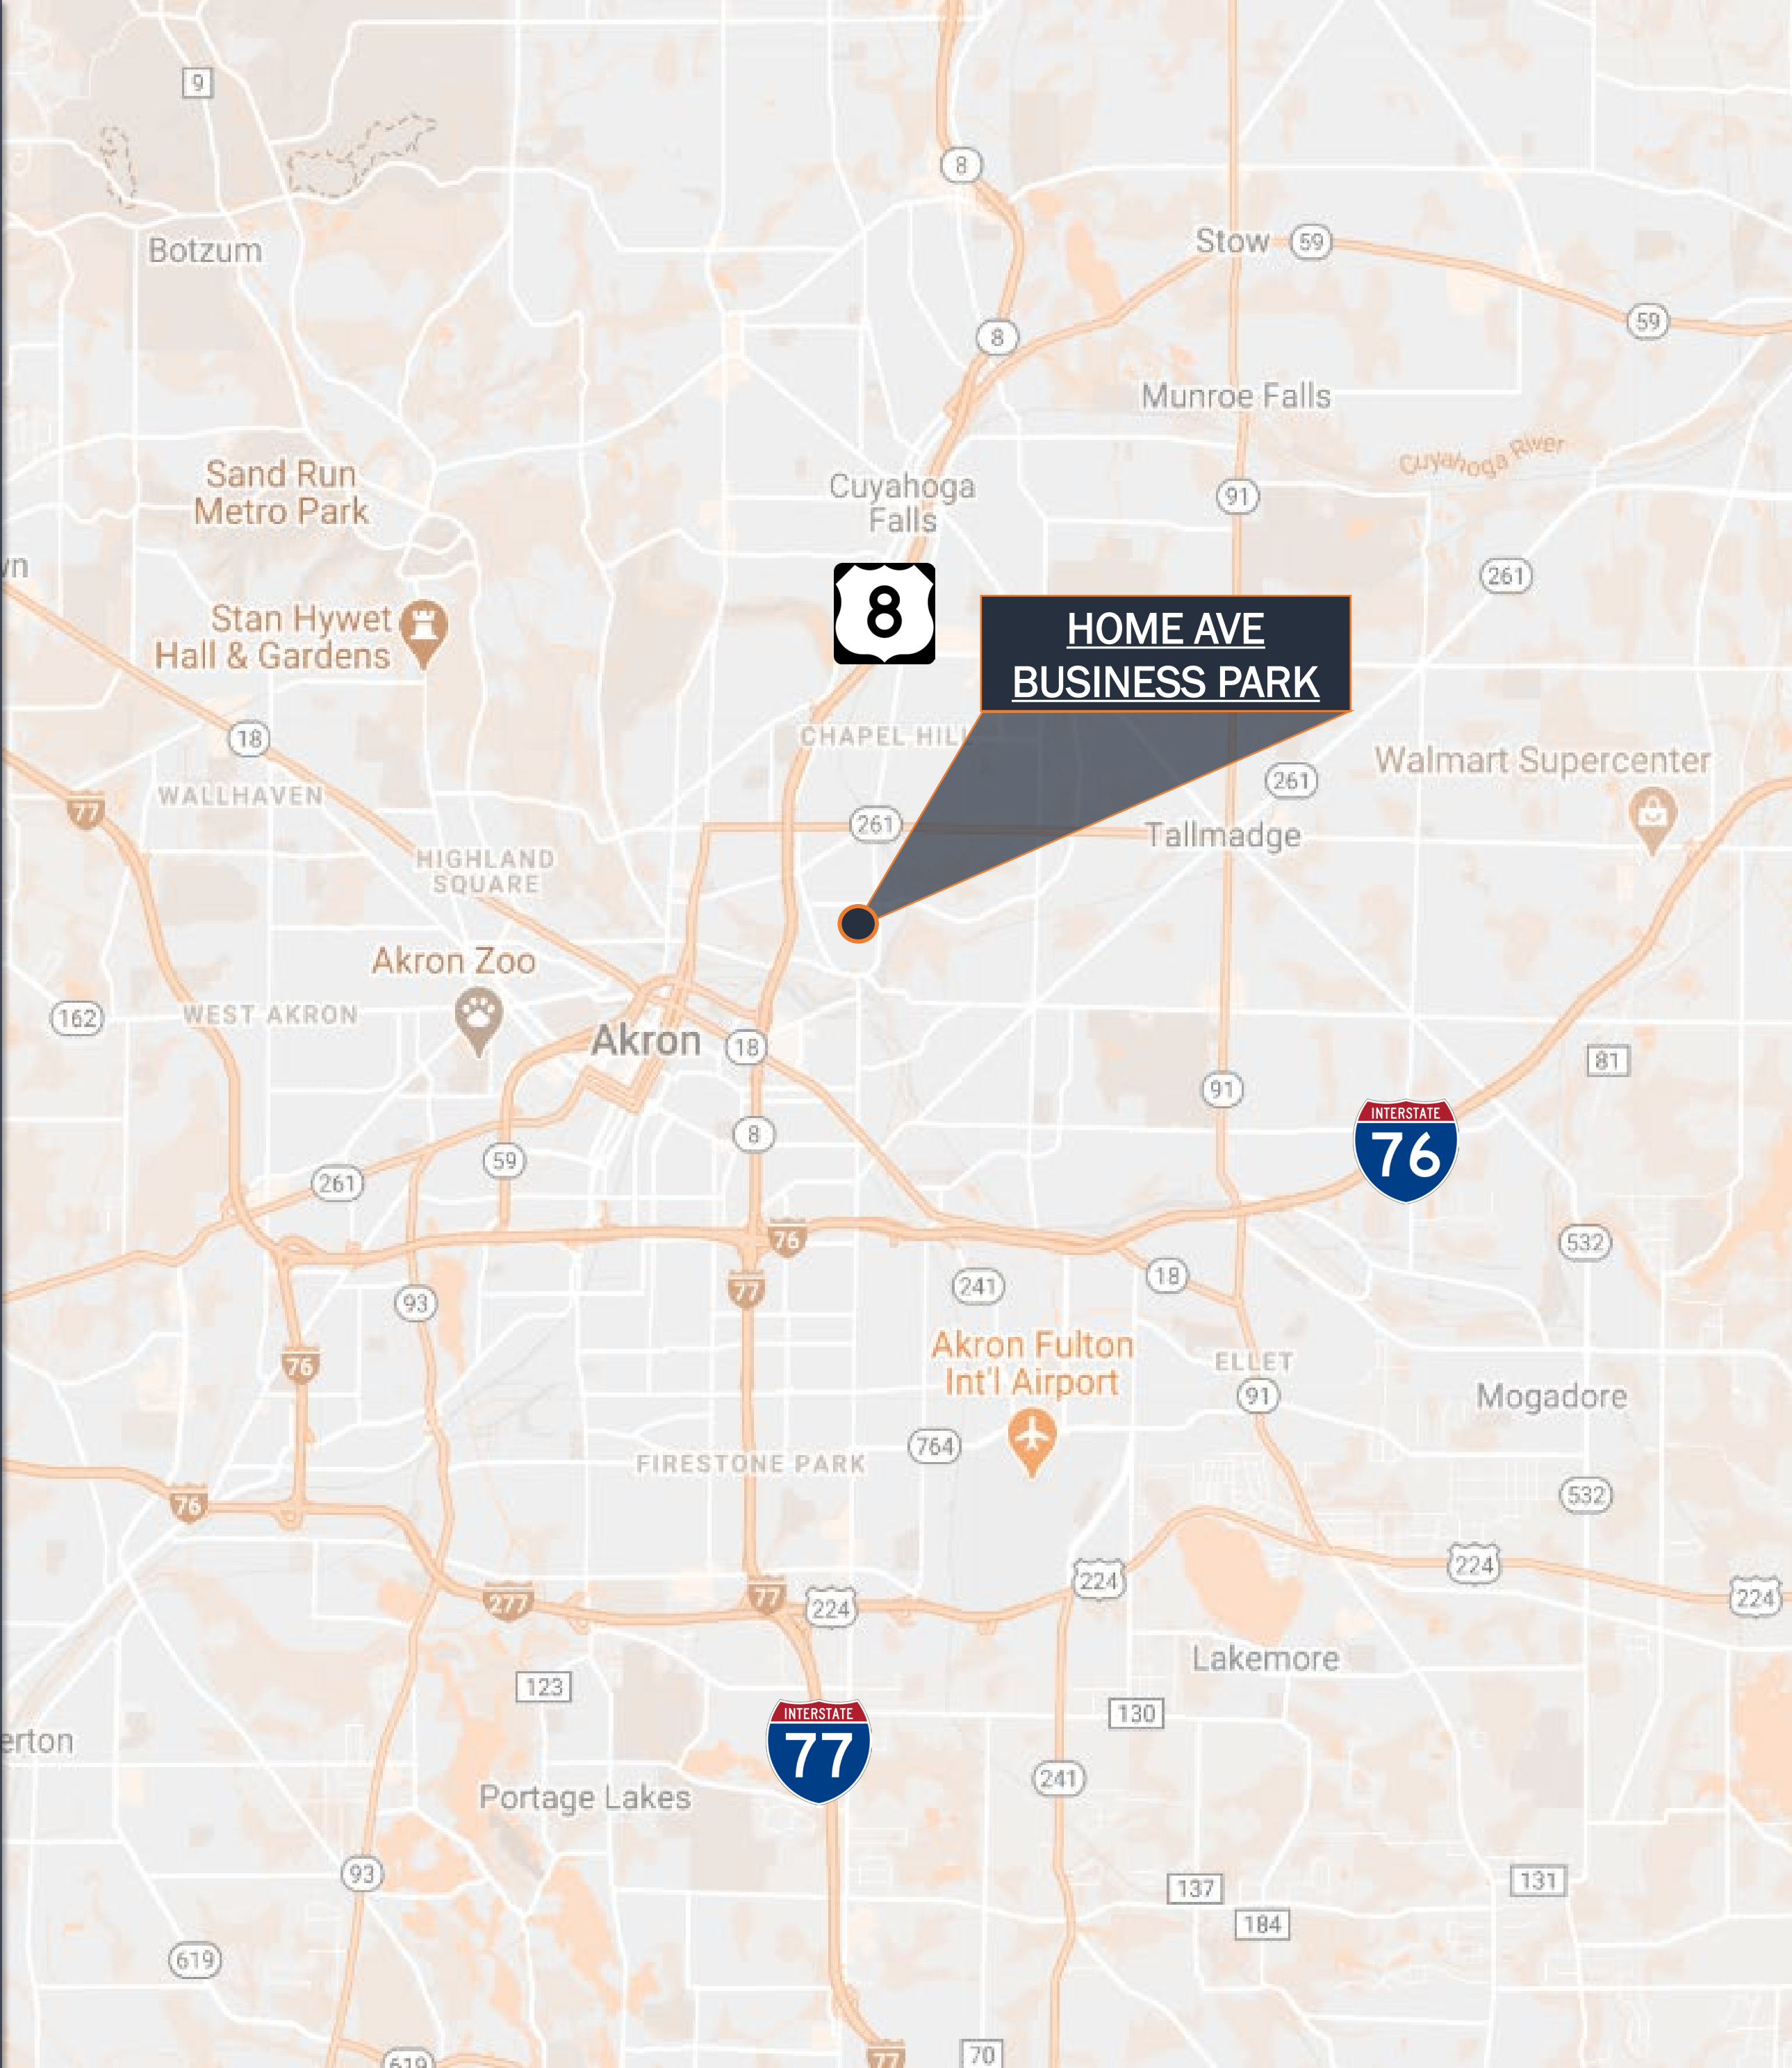 9
8
Botzum
Stow
59
59
8
Munroe Falls
Cuyahoga River
Sand Run
Metro Park
Cuyahoga
Falls
91
261
8
Stan Hywet
Hall & Gardens
HOME AVE
BUSINESS PARK
18
CHAPEL HILL
Walmart Supercenter
261
WALLHAVEN
77
261
Tallmadge
HIGHLAND
SQUARE
Akron Zoo
162
WEST AKRON
Akron
18
81
91
8
INTERSTATE
76
59
261
76
532
18
77
241
93
Akron Fulton
Int'l Airport
76
ELLET
91
Mogadore
764
FIRESTONE PARK
532
76
224
224
277
77
224
224
Lakemore
123
INTERSTATE
77
130
erton
241
Portage Lakes
93
131
137
184
619
70
77
619